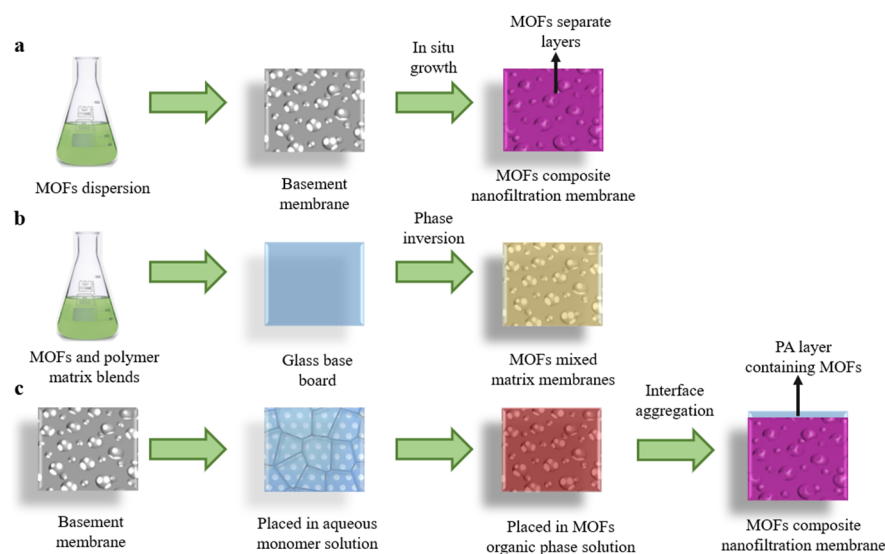 a
MOFs dispersion
Basement
membrane
In situ
growth
MOFs separate
layers
MOFs composite
nanofiltration membrane
b
MOFs and polymer
matrix blends
Glass base
board
Phase
inversion
MOFs mixed
matrix membranes
c
Basement
membrane
Placed in aqueous
monomer solution
Placed in MOFs
organic phase solution
Interface
aggregation
PA layer
containing MOFs
MOFs composite
nanofiltration membrane